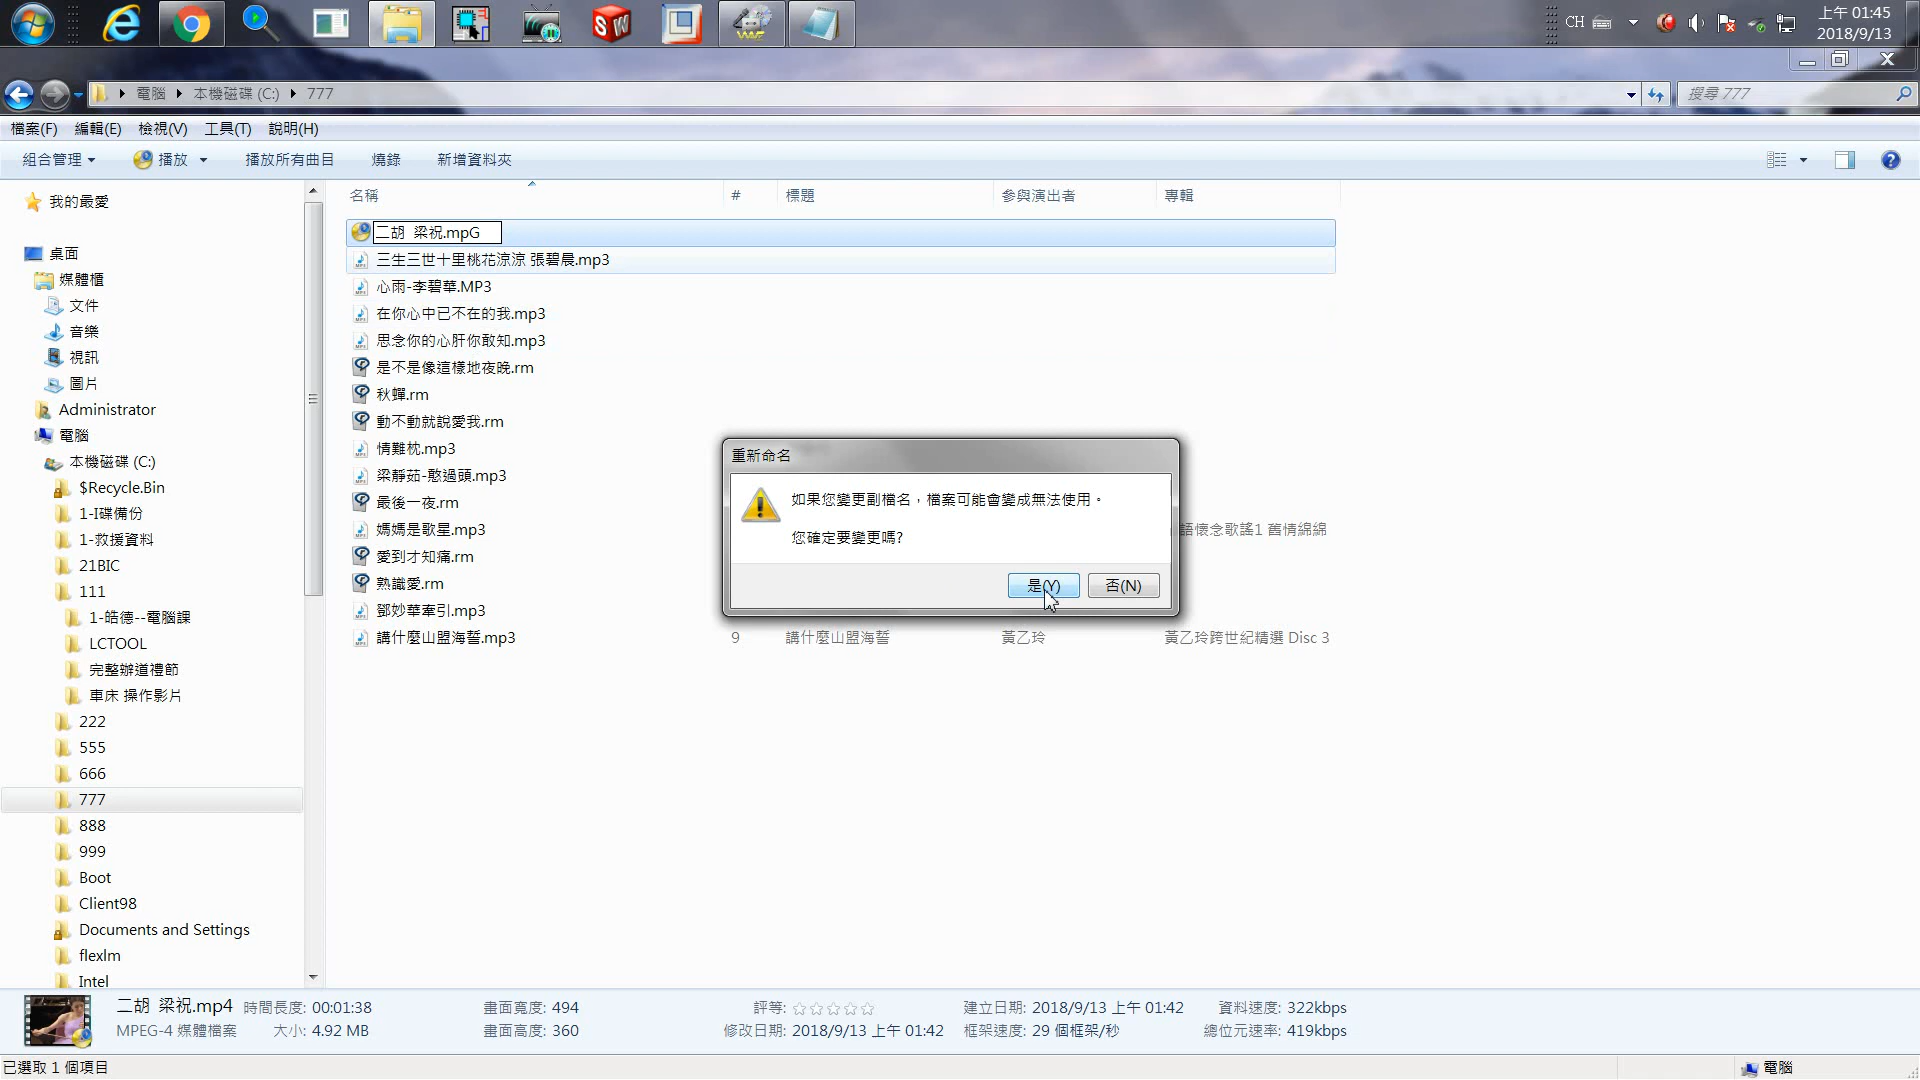 CH
上午 01:45
2018/9/13
電腦 本機磁碟 (C:) 777
搜尋 777
檔案(F) 編輯(E) 檢視(V) 工具(T) 說明(H)
組合管理 播放 播放所有曲目 燒錄 新增資料夾
名稱 # 標題 參與演出者 專輯
我的最愛
桌面
媒體櫃
文件
音樂
視訊
圖片
Administrator
電腦
本機磁碟 (C:)
$Recycle.Bin
1-I碟備份
1-救援資料
21BIC
111
1-皓德--電腦課
LCTOOL
完整辦道禮節
車床 操作影片
222
555
666
777
888
999
Boot
Client98
Documents and Settings
flexlm
Intel
二胡 梁祝.mpG
三生三世十里桃花涼涼 張碧晨.mp3
心雨-李碧華.MP3
在你心中已不在的我.mp3
思念你的心肝你敢知.mp3
是不是像這樣地夜晚.rm
秋蟬.rm
動不動就說愛我.rm
情難枕.mp3
梁靜茹-憨過頭.mp3
最後一夜.rm
媽媽是歌星.mp3 語懷念歌謠1 舊情綿綿
愛到才知痛.rm
熟識愛.rm
鄧妙華牽引.mp3
講什麼山盟海誓.mp3 9 講什麼山盟海誓 黃乙玲 黃乙玲跨世紀精選 Disc 3
重新命名
如果您變更副檔名，檔案可能會變成無法使用。
您確定要變更嗎?
是(Y) 否(N)
二胡 梁祝.mp4 時間長度: 00:01:38 畫面寬度: 494 評等: 建立日期: 2018/9/13 上午 01:42 資料速度: 322kbps
MPEG-4 媒體檔案 大小: 4.92 MB 畫面高度: 360 修改日期: 2018/9/13 上午 01:42 框架速度: 29 個框架/秒 總位元速率: 419kbps
已選取 1 個項目 電腦